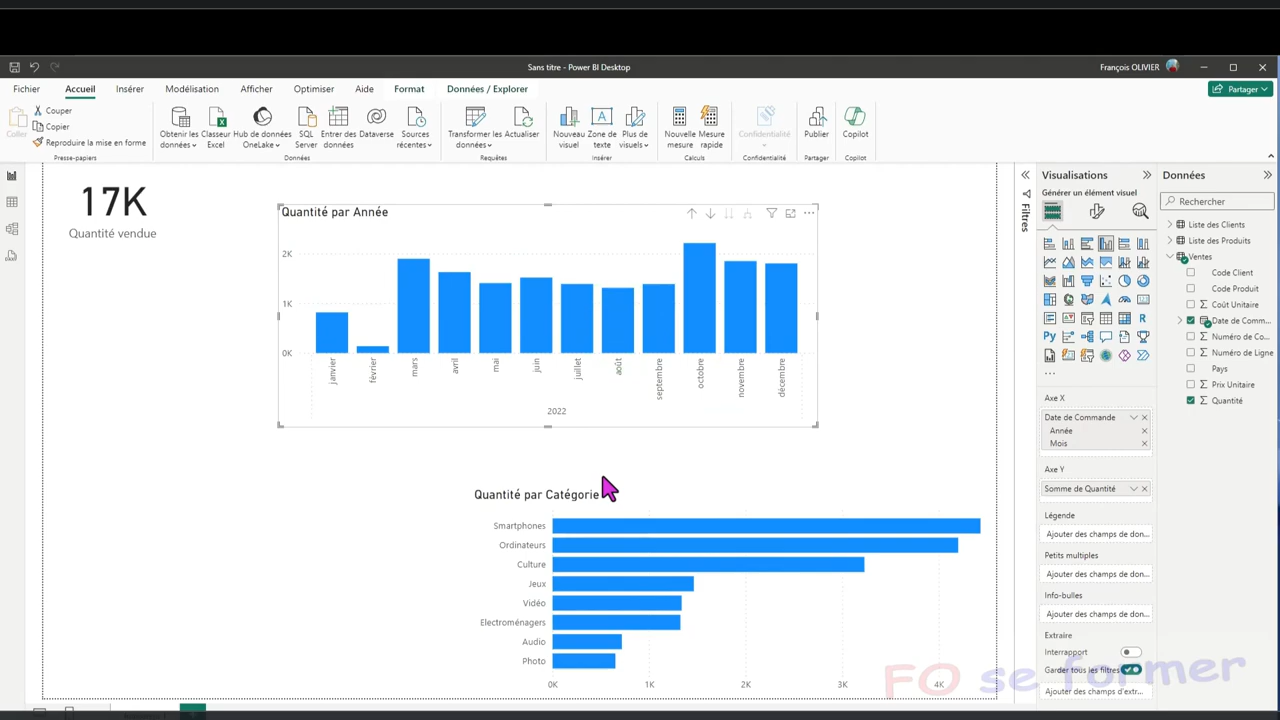 Sans titre - Power BI Desktop
François OLIVIER
Fichier
Accueil
Insérer
Modélisation
Afficher
Optimiser
Aide
Format
Données / Explorer
Partager
Coller
Couper
Copier
Reproduire la mise en forme
Presse-papiers
Obtenir les données
Classeur Excel
Hub de données OneLake
SQL Server
Entrer des données
Dataverse
Sources récentes
Données
Transformer les données
Actualiser
Requêtes
Nouveau visuel
Zone de texte
Plus de visuels
Insérer
Nouvelle mesure
Mesure rapide
Calculs
Confidentialité
Confidentialité
Publier
Partager
Copilot
Copilot
17K
Quantité vendue
Quantité par Année
2K
1K
0K
janvier
février
mars
avril
mai
juin
juillet
août
septembre
octobre
novembre
décembre
2022
Quantité par Catégorie
Smartphones
Ordinateurs
Culture
Jeux
Vidéo
Electroménagers
Audio
Photo
0K
1K
2K
3K
4K
Filtres
Visualisations
Générer un élément visuel
Axe X
Date de Commande
Année
Mois
Axe Y
Somme de Quantité
Légende
Ajouter des champs de don...
Petits multiples
Ajouter des champs de don...
Info-bulles
Ajouter des champs de don...
Extraire
Interrapport
Garder tous les filtres
Ajouter des champs d'extr...
Données
Rechercher
Liste des Clients
Liste des Produits
Ventes
Code Client
Code Produit
Coût Unitaire
Date de Comm...
Numéro de Co...
Numéro de Ligne
Pays
Prix Unitaire
Quantité
FO se former